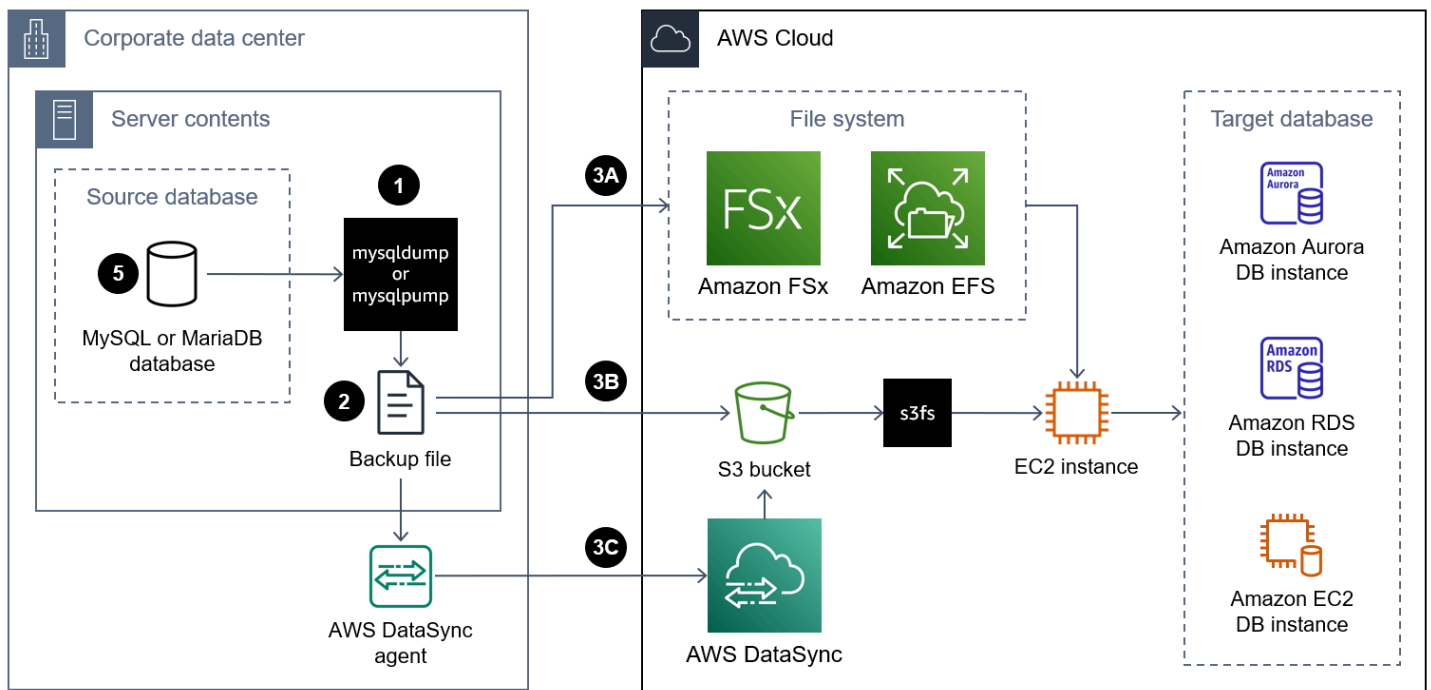 Corporate data center
Server contents
Source database
5
MySQL or MariaDB
database
1
mysqldump
or
mysqlpump
2
Backup file
AWS DataSync
agent
3A
3B
3C
AWS Cloud
File system
FSx
Amazon FSx
Amazon EFS
S3 bucket
s3fs
EC2 instance
AWS DataSync
Target database
Amazon
Aurora
Amazon Aurora
DB instance
Amazon
RDS
Amazon RDS
DB instance
Amazon EC2
DB instance